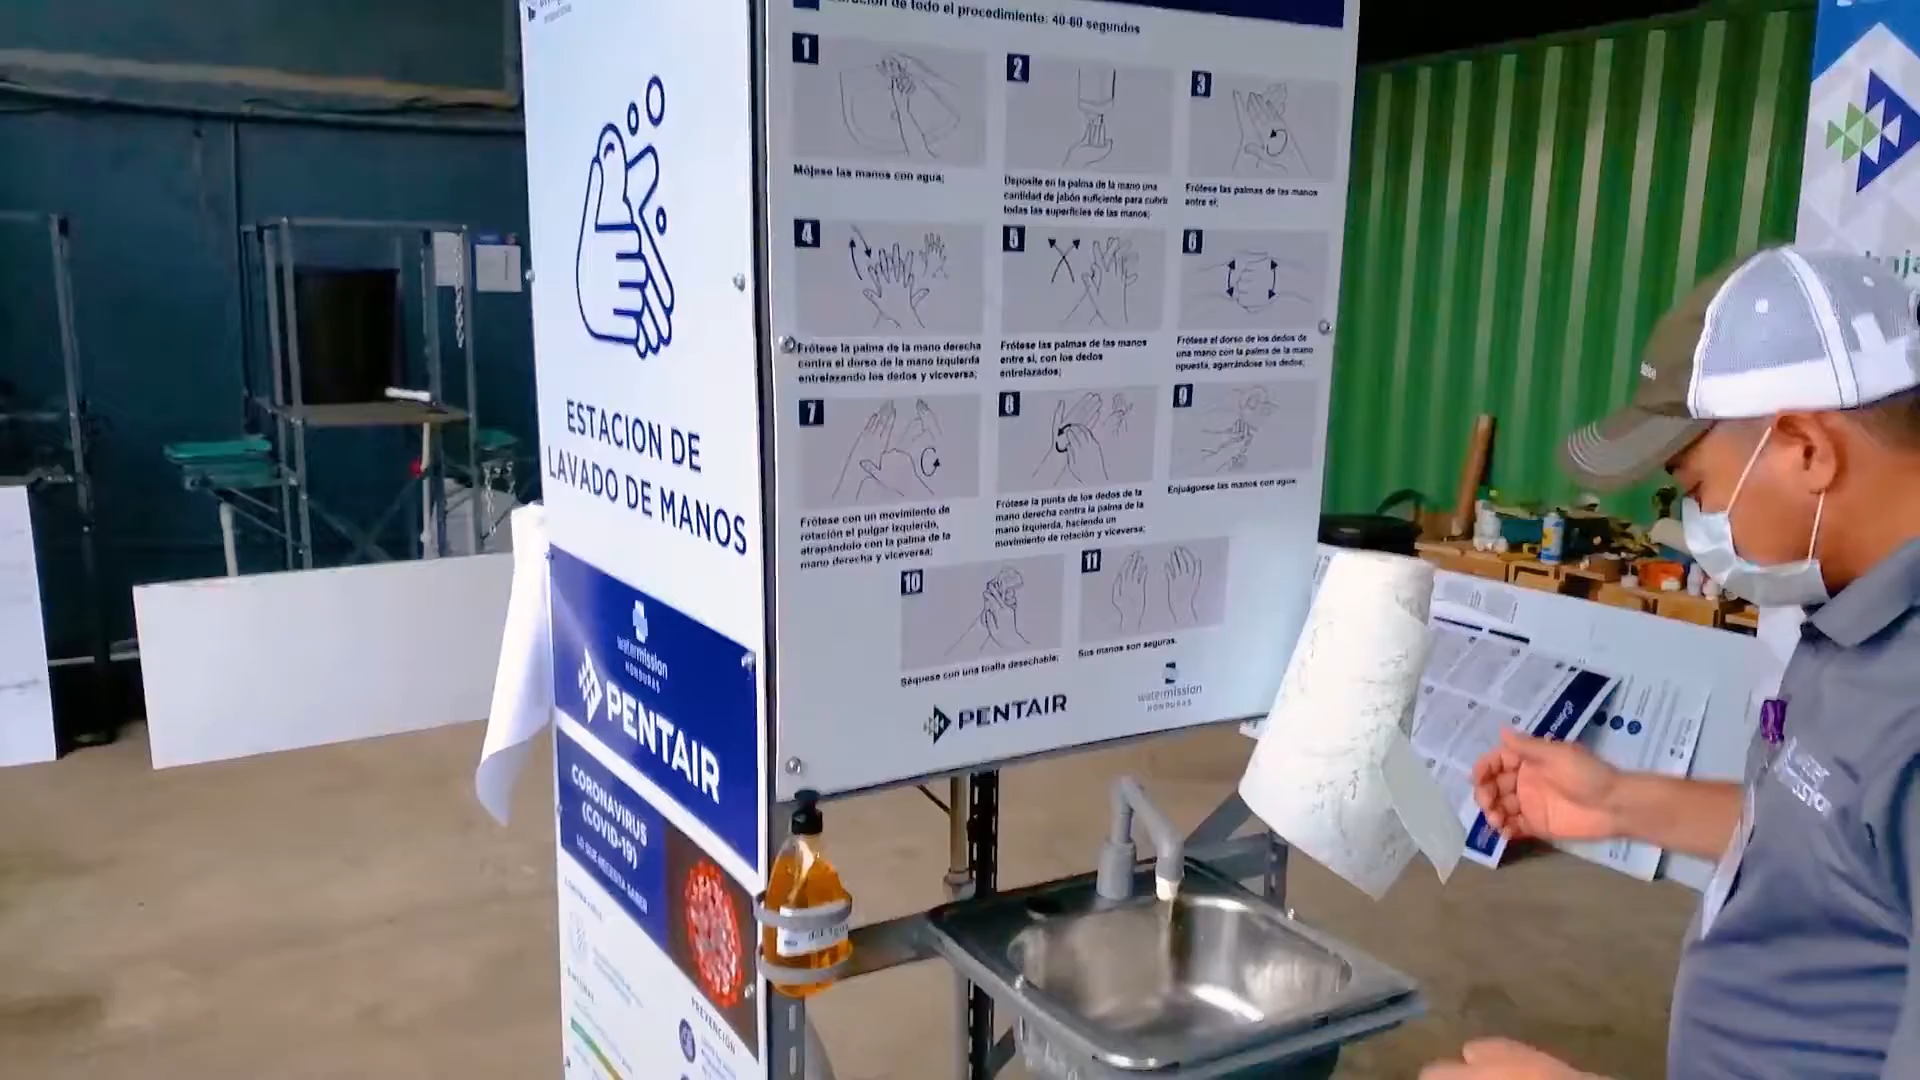 ESTACION DE
LAVADO DE MANOS
watermission
HONDURAS
PENTAIR
CORONAVIRUS
(COVID-19)
LO QUE NECESITA SABER
PREVENCIÓN
de todo el procedimiento: 40-60 segundos
1
Mójese las manos con agua;
2
Deposite en la palma de la mano una
cantidad de jabón suficiente para cubrir
todas las superficies de las manos;
3
Frótese las palmas de las manos
entre sí;
4
Frótese la palma de la mano derecha
contra el dorso de la mano izquierda
entrelazando los dedos y viceversa;
5
Frótese las palmas de las manos
entre sí, con los dedos
entrelazados;
6
Frótese el dorso de los dedos de
una mano con la palma de la mano
opuesta, agarrándose los dedos;
7
Frótese con un movimiento de
rotación el pulgar izquierdo,
atrapándolo con la palma de la
mano derecha y viceversa;
8
Frótese la punta de los dedos de la
mano derecha contra la palma de la
mano izquierda, haciendo un
movimiento de rotación y viceversa;
9
Enjuáguese las manos con agua;
10
Séquese con una toalla desechable;
11
Sus manos son seguras.
PENTAIR
watermission
HONDURAS